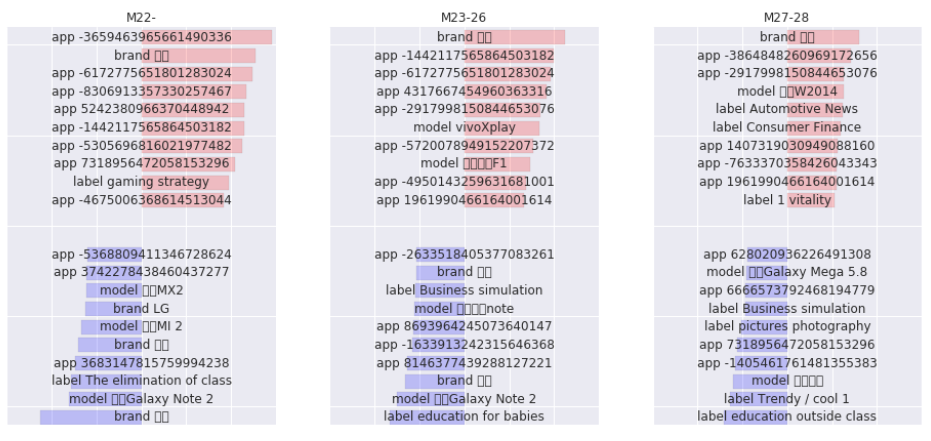 M22-
app -3659463965661490336
brand
app -6172775651801283024
app -8306913357330257467
app 5242380966370448942
app -1442117565864503182
app -5305696816021977482
app 7318956472058153296
label gaming strategy
app -4675006368614513044
app -5368809411346728624
app 3742278438460437277
model MX2
brand LG
model MI 2
brand
app 3683147815759994238
label The elimination of class
model Galaxy Note 2
brand
M23-26
brand
app -1442117565864503182
app -6172775651801283024
app 4317667454960363316
app -2917998150844653076
model vivoXplay
app -5720078949152207372
model F1
app -4950143259631681001
app 1961990466164001614
app -2633518405377083261
brand
label Business simulation
model note
app 8693964245073640147
app -1633913242315646368
app 8146377439288127221
brand
model Galaxy Note 2
label education for babies
M27-28
brand
app -3864848260969172656
app -2917998150844653076
model W2014
label Automotive News
label Consumer Finance
app 1407319030949088160
app -7633370358426043343
app 1961990466164001614
label 1 vitality
app 628020936226491308
model Galaxy Mega 5.8
app 6666573792468194779
label Business simulation
label pictures photography
app 7318956472058153296
app -1405461761481355383
model
label Trendy / cool 1
label education outside class